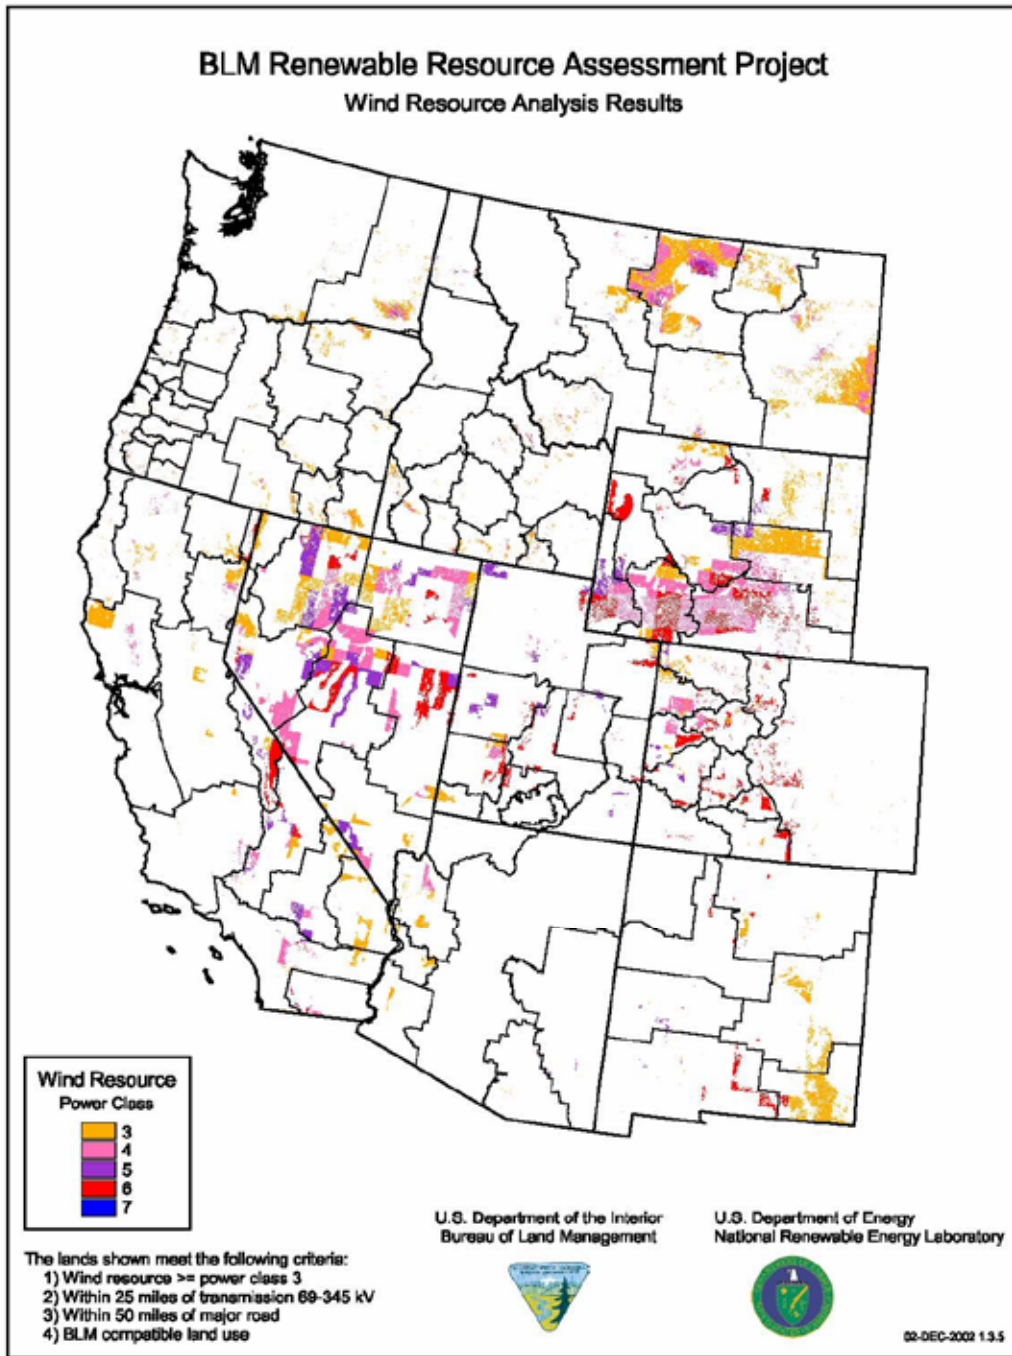 BLM Renewable Resource Assessment Project
Wind Resource Analysis Results
Wind Resource
Power Class
3
4
5
6
7
The lands shown meet the following criteria:
1) Wind resource >= power class 3
2) Within 25 miles of transmission 69-345 kV
3) Within 50 miles of major road
4) BLM compatible land use
U.S. Department of the Interior
Bureau of Land Management
U.S. Department of Energy
National Renewable Energy Laboratory
02-DEC-2002 1.3.5